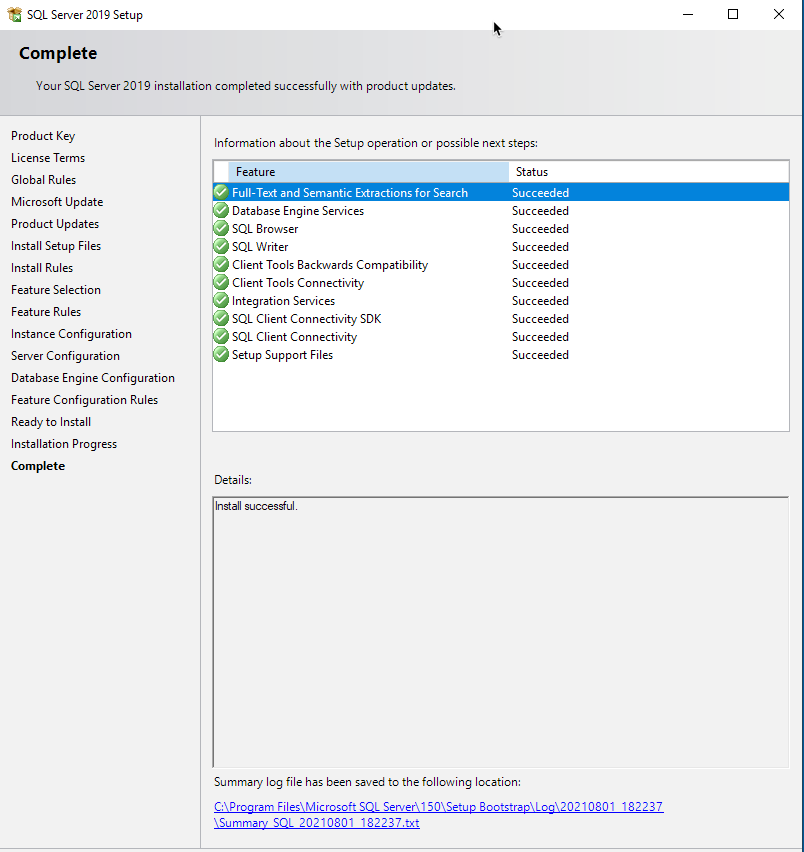 SQL Server 2019 Setup
Complete
Your SQL Server 2019 installation completed successfully with product updates.
Product Key
License Terms
Global Rules
Microsoft Update
Product Updates
Install Setup Files
Install Rules
Feature Selection
Feature Rules
Instance Configuration
Server Configuration
Database Engine Configuration
Feature Configuration Rules
Ready to Install
Installation Progress
Complete
Information about the Setup operation or possible next steps:
Feature Status
Full-Text and Semantic Extractions for Search Succeeded
Database Engine Services Succeeded
SQL Browser Succeeded
SQL Writer Succeeded
Client Tools Backwards Compatibility Succeeded
Client Tools Connectivity Succeeded
Integration Services Succeeded
SQL Client Connectivity SDK Succeeded
SQL Client Connectivity Succeeded
Setup Support Files Succeeded
Details:
Install successful.
Summary log file has been saved to the following location:
C:\Program Files\Microsoft SQL Server\150\Setup Bootstrap\Log\20210801_182237
\Summary_SQL_20210801_182237.txt